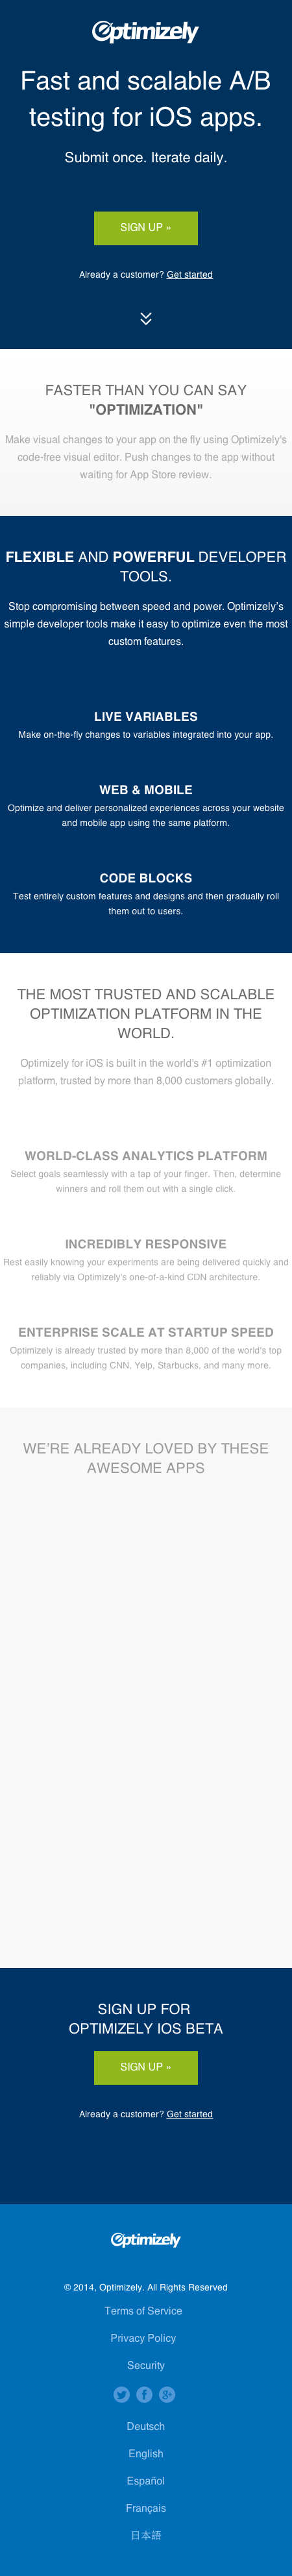 Optimizely
Fast and scalable A/B
testing for iOS apps.
Submit once. Iterate daily.
SIGN UP »
Already a customer? Get started
FASTER THAN YOU CAN SAY
"OPTIMIZATION"
Make visual changes to your app on the fly using Optimizely's
code-free visual editor. Push changes to the app without
waiting for App Store review.
FLEXIBLE AND POWERFUL DEVELOPER
TOOLS.
Stop compromising between speed and power. Optimizely's
simple developer tools make it easy to optimize even the most
custom features.
LIVE VARIABLES
Make on-the-fly changes to variables integrated into your app.
WEB & MOBILE
Optimize and deliver personalized experiences across your website
and mobile app using the same platform.
CODE BLOCKS
Test entirely custom features and designs and then gradually roll
them out to users.
THE MOST TRUSTED AND SCALABLE
OPTIMIZATION PLATFORM IN THE
WORLD.
Optimizely for iOS is built in the world's #1 optimization
platform, trusted by more than 8,000 customers globally.
WORLD-CLASS ANALYTICS PLATFORM
Select goals seamlessly with a tap of your finger. Then, determine
winners and roll them out with a single click.
INCREDIBLY RESPONSIVE
Rest easily knowing your experiments are being delivered quickly and
reliably via Optimizely's one-of-a-kind CDN architecture.
ENTERPRISE SCALE AT STARTUP SPEED
Optimizely is already trusted by more than 8,000 of the world's top
companies, including CNN, Yelp, Starbucks, and many more.
WE'RE ALREADY LOVED BY THESE
AWESOME APPS
SIGN UP FOR
OPTIMIZELY IOS BETA
SIGN UP »
Already a customer? Get started
Optimizely
© 2014, Optimizely. All Rights Reserved
Terms of Service
Privacy Policy
Security
Deutsch
English
Español
Français
日本語